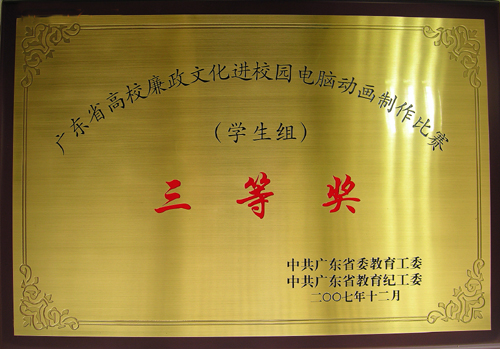 广东省高校廉政文化进校园电脑动画制作比赛
(学生组)
三等奖
中共广东省委教育工委
中共广东省教育纪工委
二〇〇七年十二月